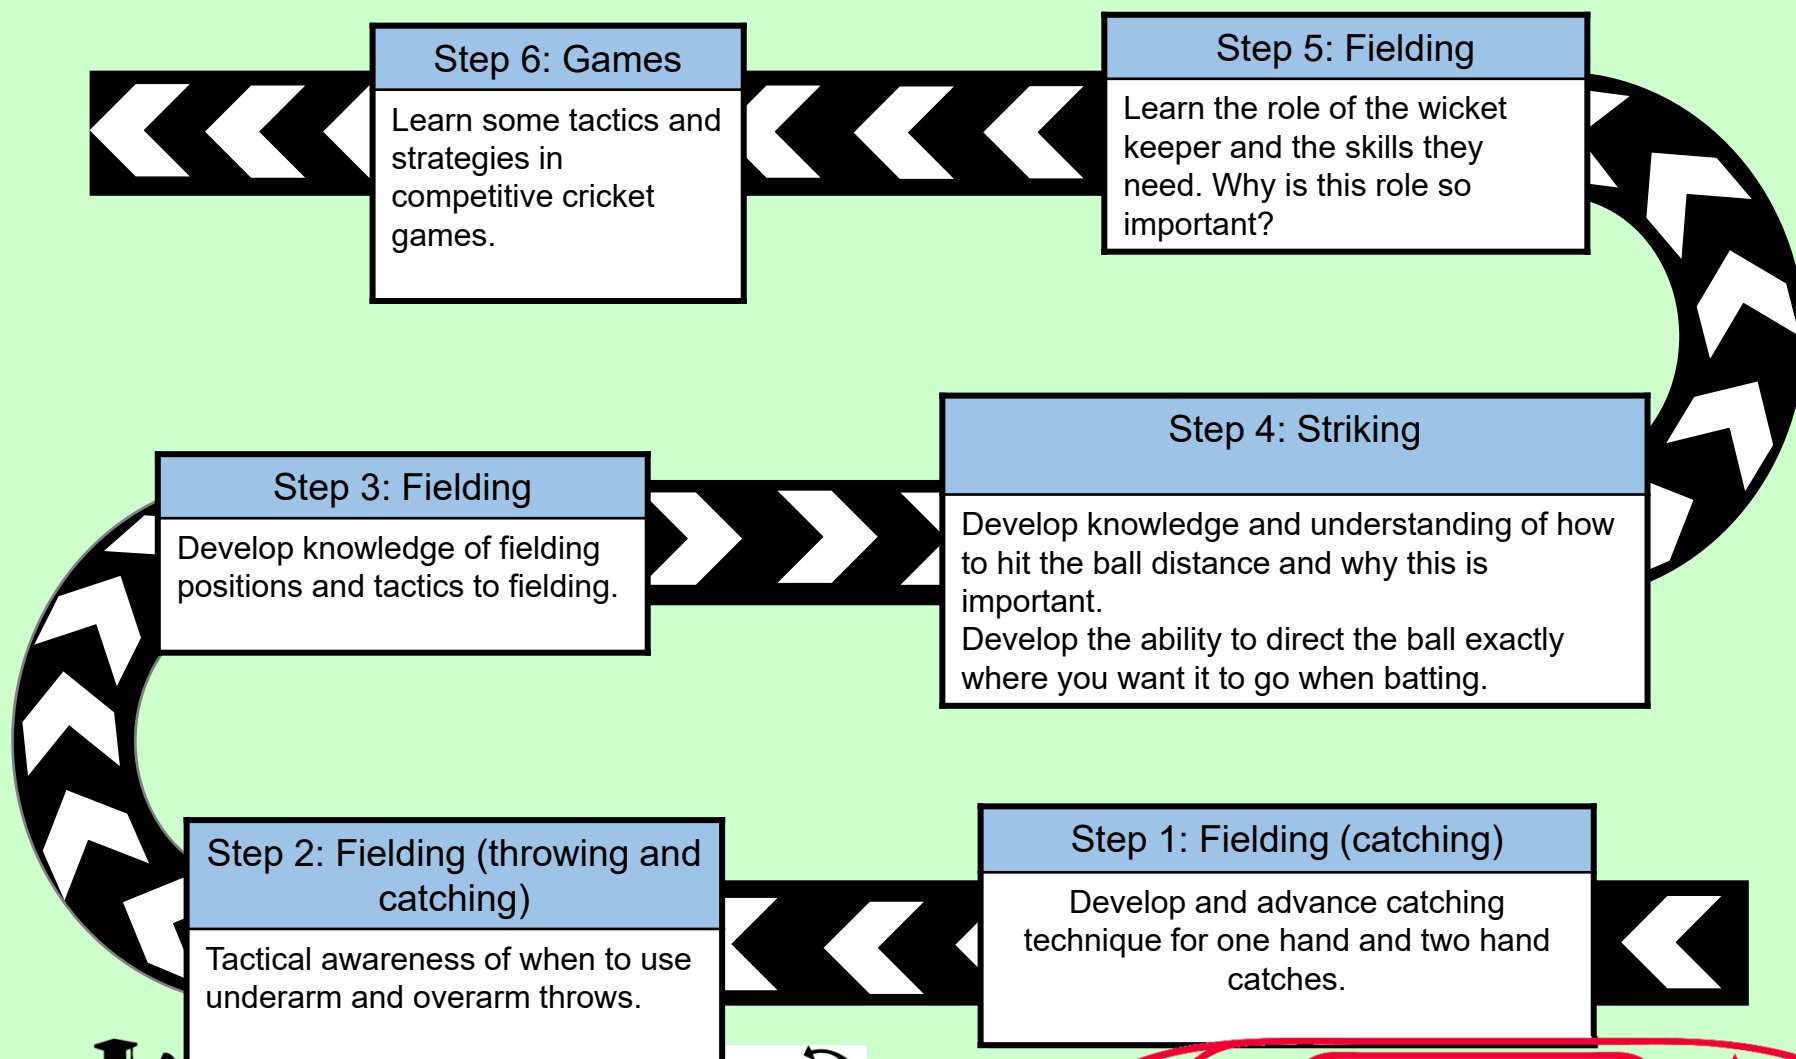 Step 6: Games
Learn some tactics and
strategies in
competitive cricket
games.
Step 5: Fielding
Learn the role of the wicket
keeper and the skills they
need. Why is this role so
important?
Step 3: Fielding
Develop knowledge of fielding
positions and tactics to fielding.
Step 4: Striking
Develop knowledge and understanding of how
to hit the ball distance and why this is
important.
Develop the ability to direct the ball exactly
where you want it to go when batting.
Step 2: Fielding (throwing and
catching)
Tactical awareness of when to use
underarm and overarm throws.
Step 1: Fielding (catching)
Develop and advance catching
technique for one hand and two hand
catches.